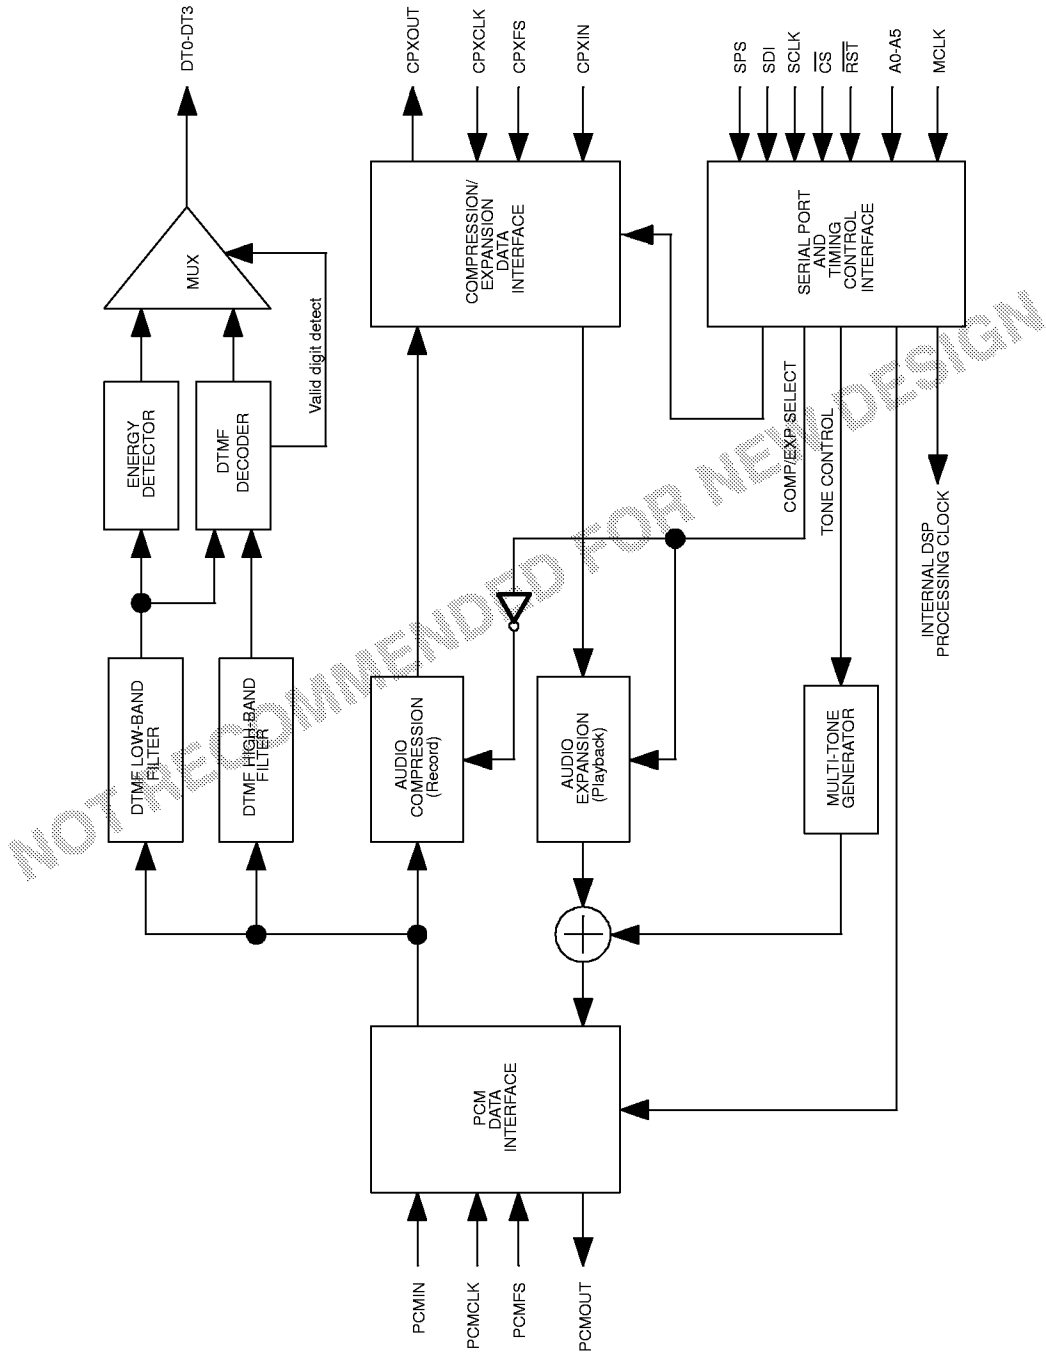 DT0-DT3
MUX
Valid digit detect
ENERGY
DETECTOR
DTMF
DECODER
DTMF LOW-BAND
FILTER
DTMF HIGH-BAND
FILTER
CPXOUT
CPXCLK
CPXFS
CPXIN
COMPRESSION/
EXPANSION
DATA
INTERFACE
AUDIO
COMPRESSION
(Record)
AUDIO
EXPANSION
(Playback)
PCM
DATA
INTERFACE
PCMIN
PCMCLK
PCMFS
PCMOUT
SPS
SDI
SCLK
CS
RST
A0-A5
MCLK
SERIAL PORT
AND
TIMING
CONTROL
INTERFACE
COMP/EXP SELECT
TONE CONTROL
INTERNAL DSP
PROCESSING CLOCK
MULTI-TONE
GENERATOR
NOT RECOMMENDED FOR NEW DESIGN